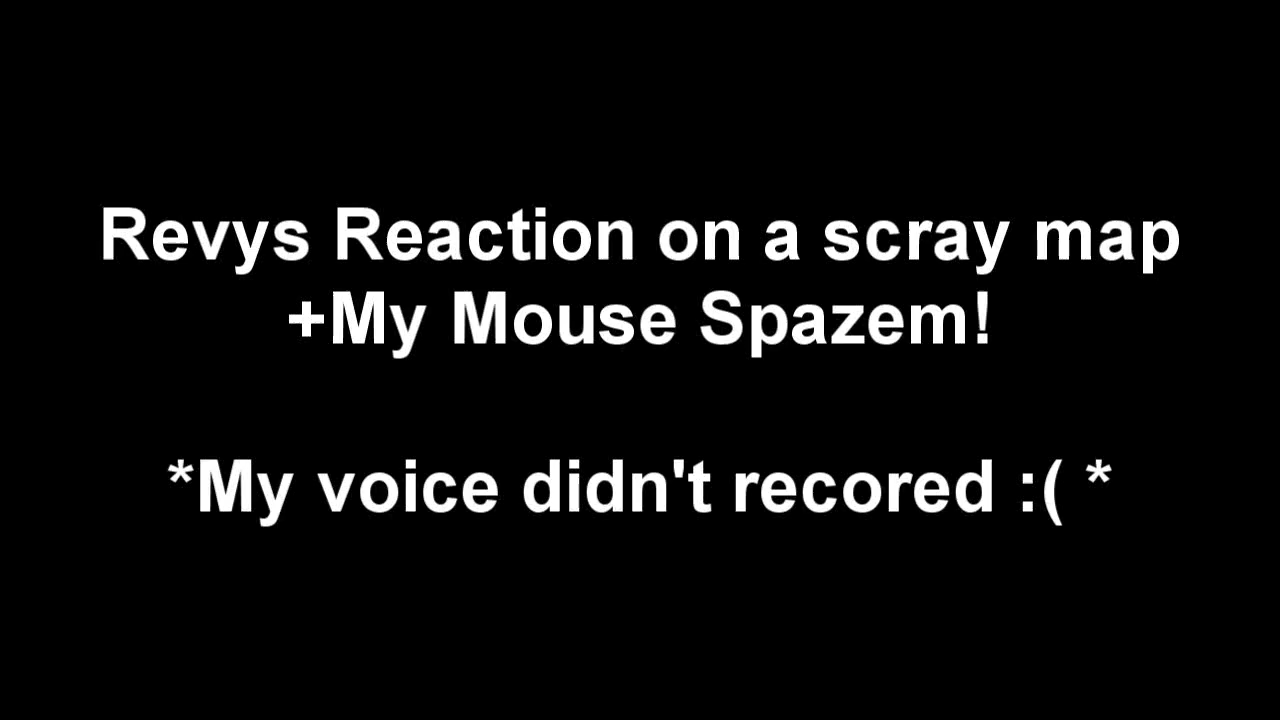 Revys Reaction on a scray map
+My Mouse Spazem!
*My voice didn't recored :( *